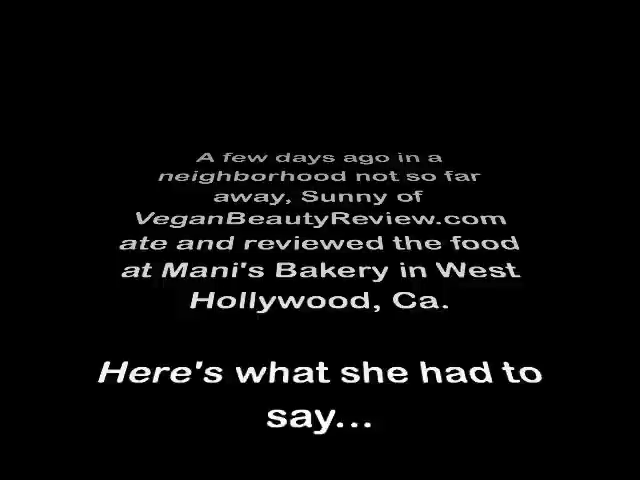 A few days ago in a
neighborhood not so far
away, Sunny of
VeganBeautyReview.com
ate and reviewed the food
at Mani's Bakery in West
Hollywood, Ca.
Here's what she had to
say...